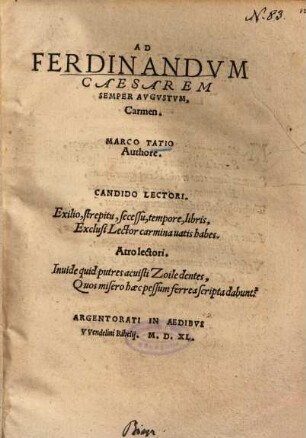 N. 83.
AD
FERDINANDVM
CAESAREM
SEMPER AVGVSTVM,
Carmen.
MARCO TATIO
Authore.
CANDIDO LECTORI.
Exilio, strepitu, secessu, tempore, libris,
Exclusi Lector carmina vatis habes.
Atro lectori.
Inuide quid putres acuisti Zoile dentes,
Quos misero hæc pessum ferrea scripta dabunt?
ARGENTORATI IN AEDIBVS
VVendelini Rihelij. M. D. XL.